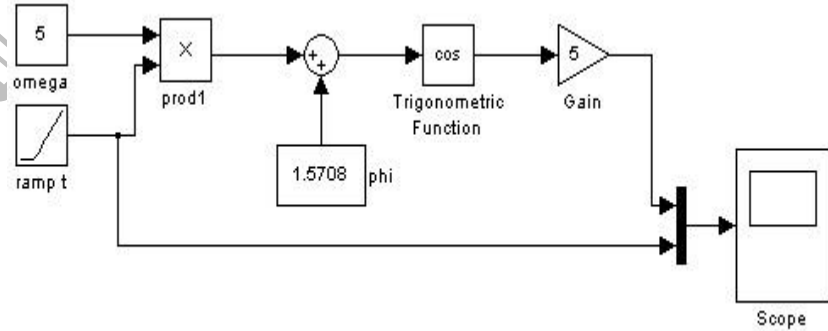 5
omega
×
prod1
ramp t
+
+
1.5708
phi
cos
Trigonometric
Function
5
Gain
Scope